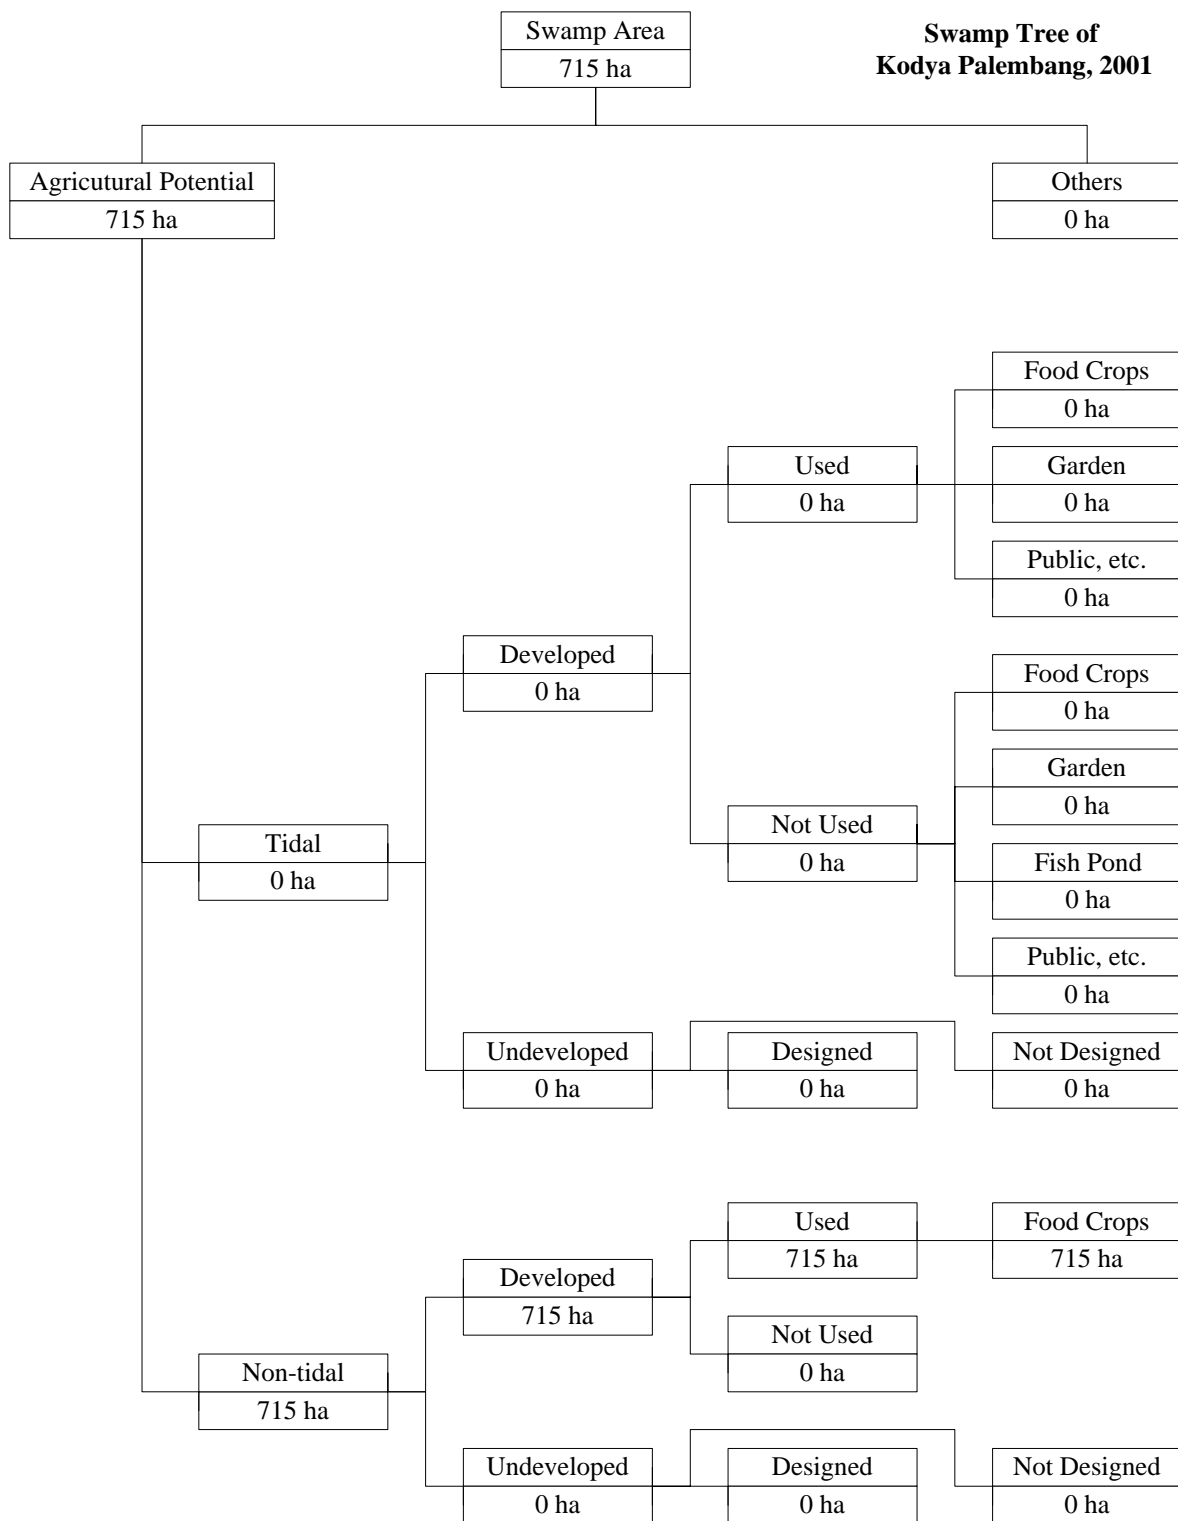 Swamp Area
715 ha
Swamp Tree of
Kodya Palembang, 2001
Agricutural Potential
715 ha
Others
0 ha
Food Crops
0 ha
Used
0 ha
Garden
0 ha
Public, etc.
0 ha
Developed
0 ha
Food Crops
0 ha
Garden
0 ha
Not Used
0 ha
Tidal
0 ha
Fish Pond
0 ha
Public, etc.
0 ha
Undeveloped
0 ha
Designed
0 ha
Not Designed
0 ha
Used
715 ha
Food Crops
715 ha
Developed
715 ha
Not Used
0 ha
Non-tidal
715 ha
Undeveloped
0 ha
Designed
0 ha
Not Designed
0 ha